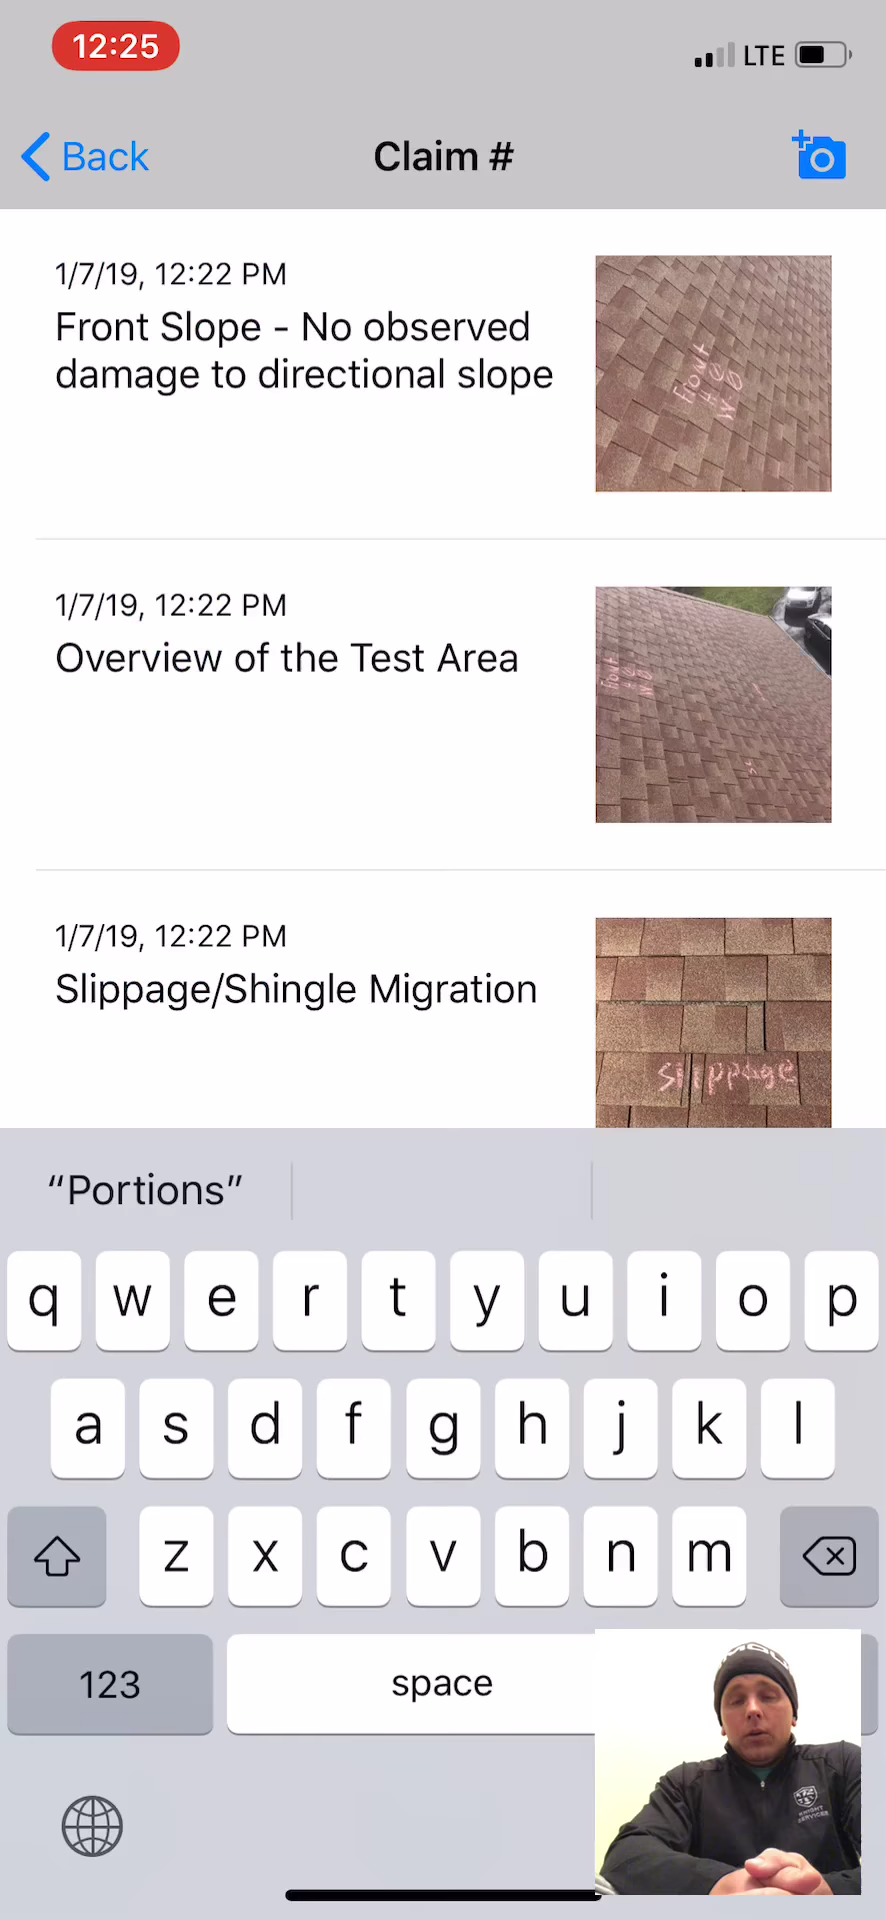 12:25
LTE
Back
Claim #
1/7/19, 12:22 PM
Front Slope - No observed
damage to directional slope
Front
H-Ø
W-Ø
1/7/19, 12:22 PM
Overview of the Test Area
Front
H Ø
W Ø
1/7/19, 12:22 PM
Slippage/Shingle Migration
Slippage
“Portions”
q w e r t y u i o p
a s d f g h j k l
z x c v b n m
123
space
KNIGHT
SERVICES